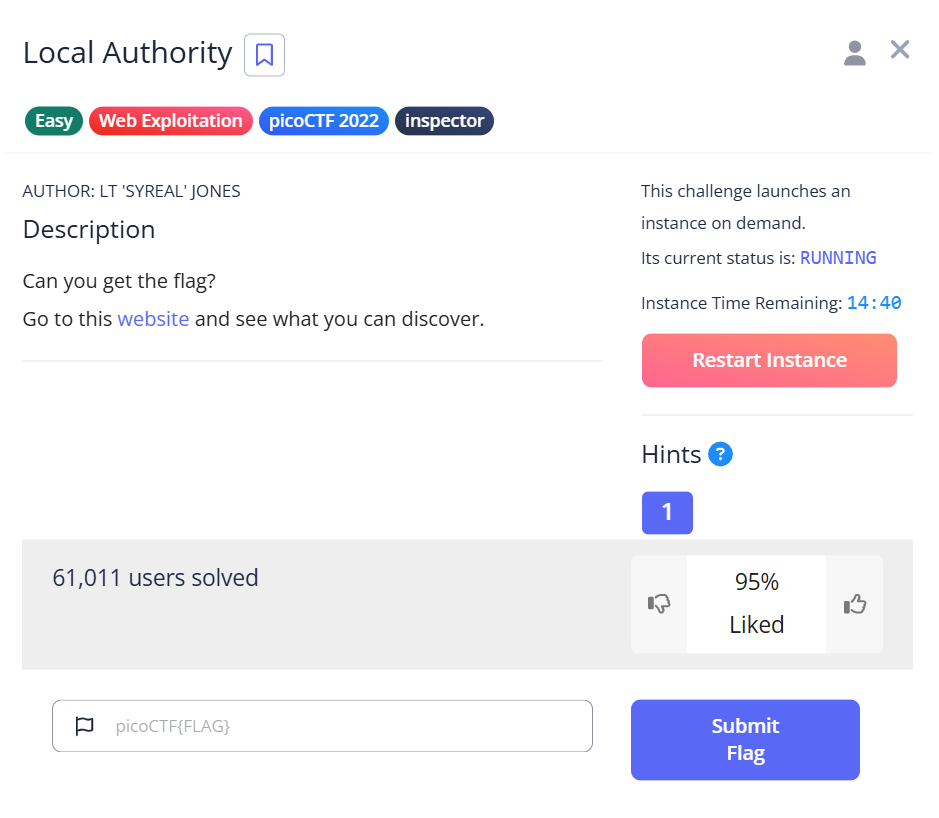 Local Authority
Easy Web Exploitation picoCTF 2022 inspector
AUTHOR: LT 'SYREAL' JONES
Description
Can you get the flag?
Go to this website and see what you can discover.
This challenge launches an
instance on demand.
Its current status is: RUNNING
Instance Time Remaining: 14:40
Restart Instance
Hints ?
1
61,011 users solved
95%
Liked
picoCTF{FLAG}
Submit
Flag